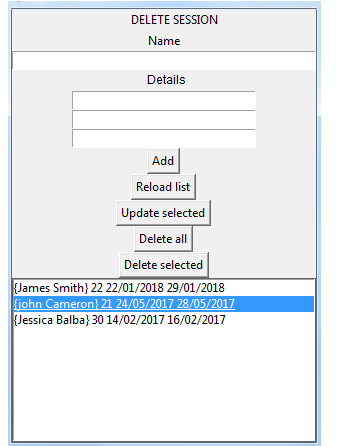 DELETE SESSION
Name
Details
Add
Reload list
Update selected
Delete all
Delete selected
{James Smith} 22 22/01/2018 29/01/2018
{john Cameron} 21 24/05/2017 28/05/2017
{Jessica Balba} 30 14/02/2017 16/02/2017